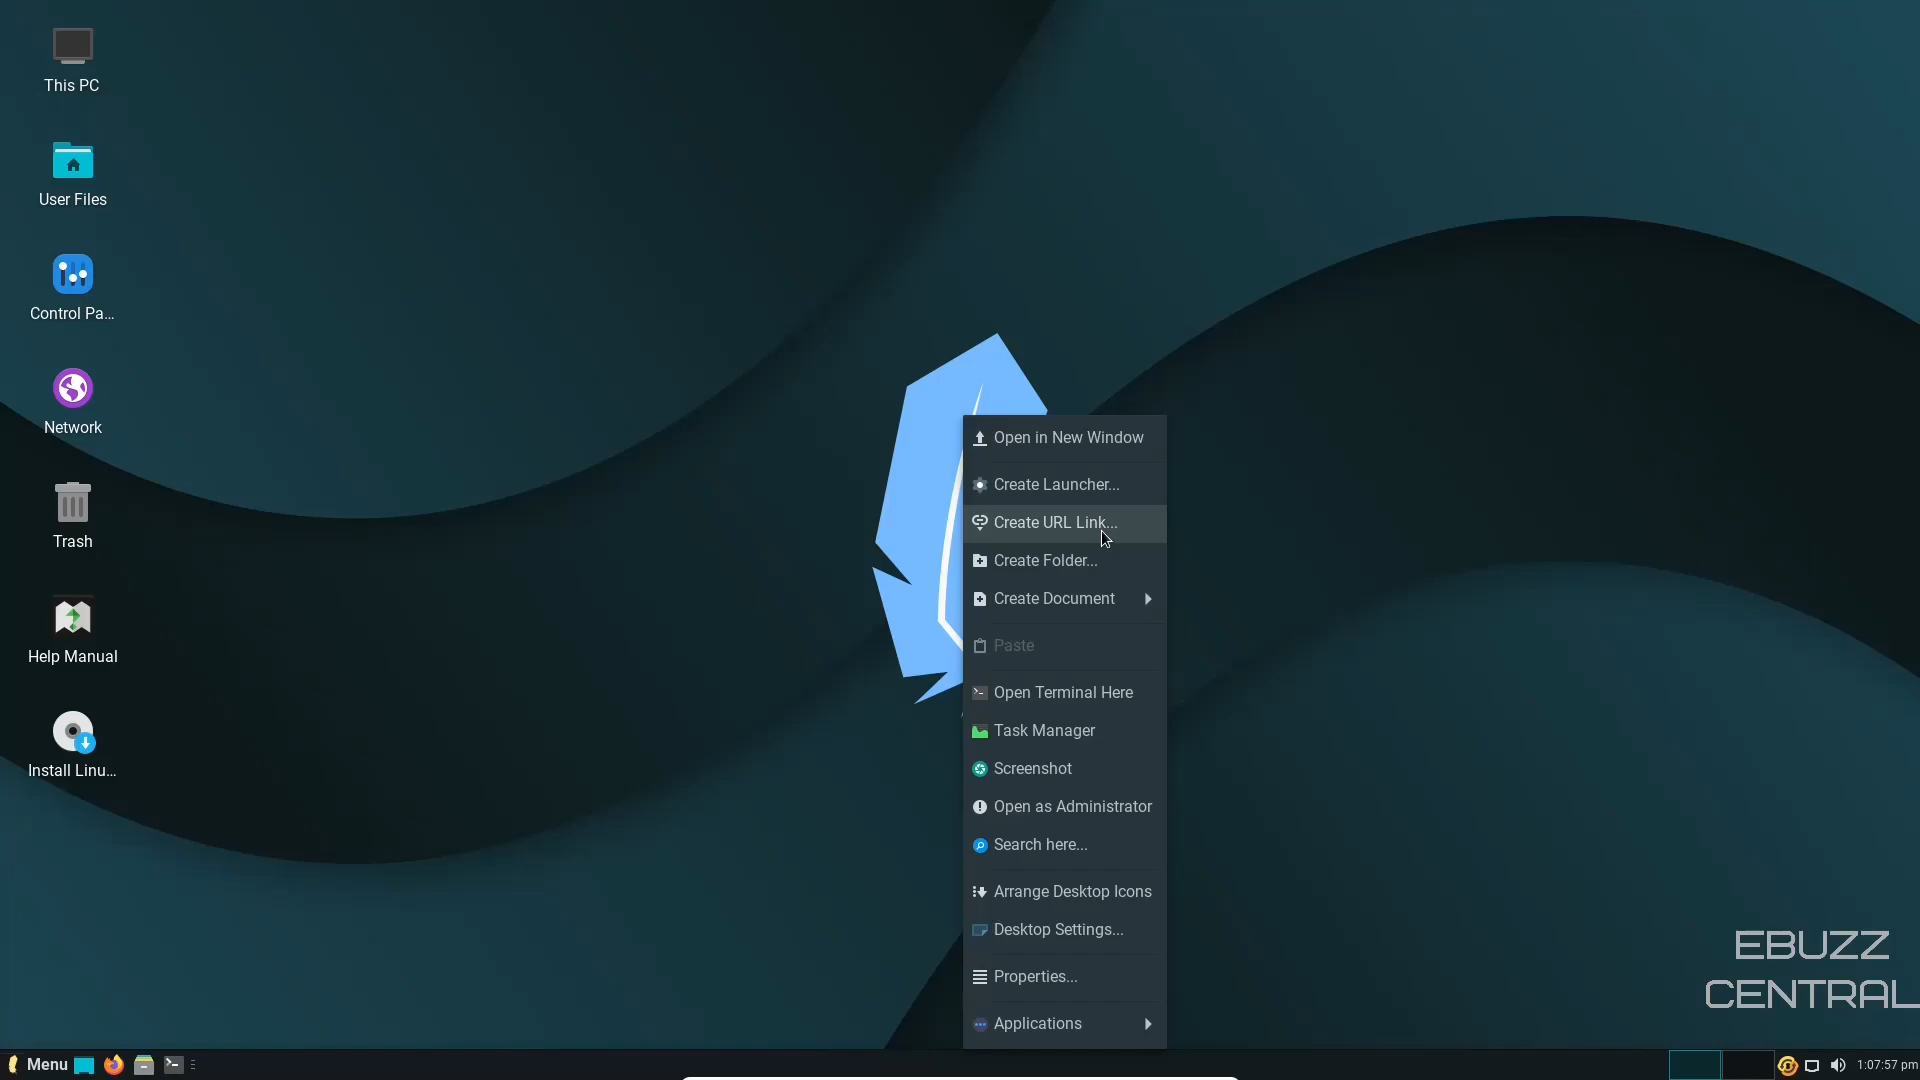 This PC
User Files
Control Pa...
Network
Trash
Help Manual
Install Linu...
Open in New Window
Create Launcher...
Create URL Link...
Create Folder...
Create Document
Paste
Open Terminal Here
Task Manager
Screenshot
Open as Administrator
Search here...
Arrange Desktop Icons
Desktop Settings...
Properties...
Applications
EBUZZ
CENTRAL
Menu
1:07:57 pm